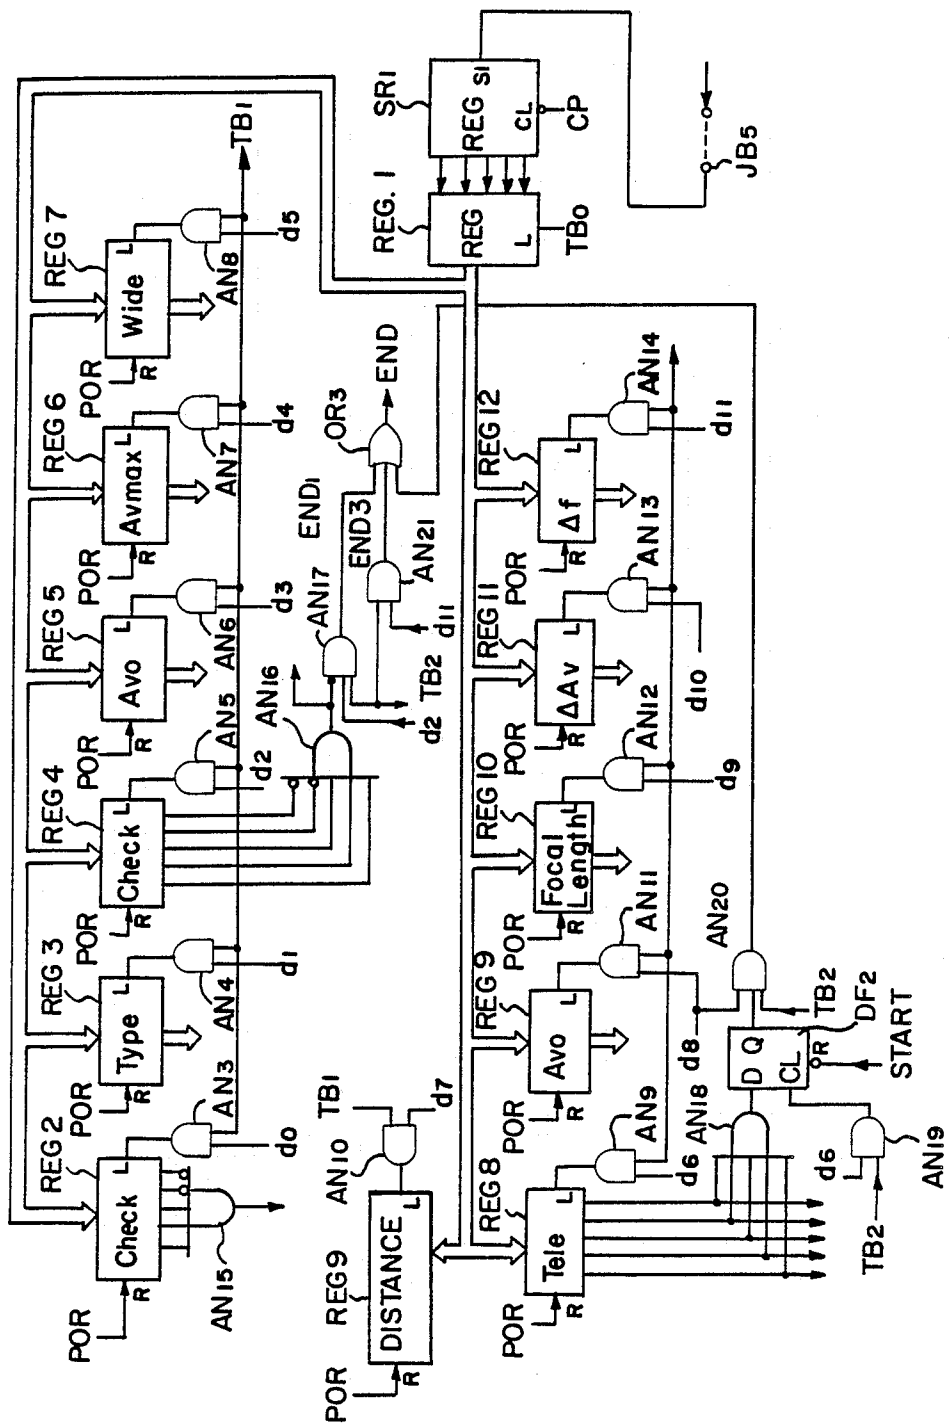 REG 2
REG 3
REG 4
REG 5
REG 6
REG 7
POR
POR
POR
POR
POR
POR
R
R
R
R
R
R
Check
Type
Check
Avo
Avmax
Wide
L
L
L
L
L
L
AN15
AN3
AN4
AN5
AN6
AN7
AN8
d0
d1
d2
d3
d4
d5
TB1
AN16
AN17
END1
END3
OR3
END
AN21
d2
TB2
d11
REG9
POR
R
DISTANCE
L
AN10
TB1
d7
REG. 1
REG
L
TB0
SR1
REG
SI
CL
CP
JB5
REG8
REG 9
REG 10
REG 11
REG 12
POR
POR
POR
POR
POR
R
R
R
R
R
Tele
Avo
Focal
Length
ΔAv
Δf
L
L
L
L
L
AN9
AN11
AN12
AN13
AN14
d6
d8
d9
d10
d11
AN18
D Q
CL
R
DF2
AN20
TB2
START
d6
TB2
AN19